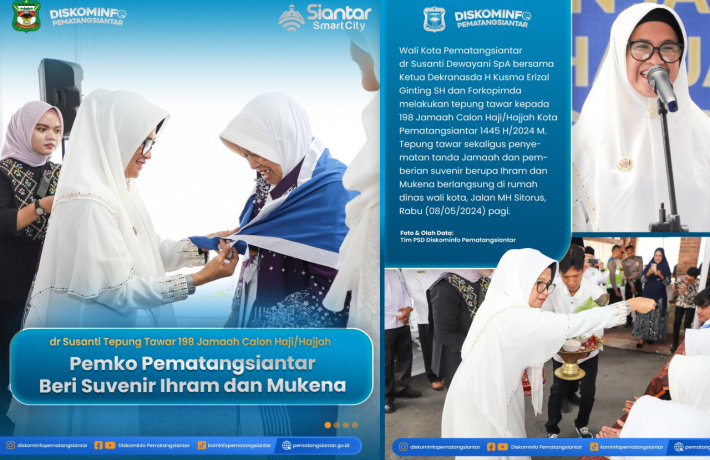 DISKOMINFO
PEMATANGSIANTAR
Siantar
SmartCity
dr Susanti Tepung Tawar 198 Jamaah Calon Haji/Hajjah
Pemko Pematangsiantar
Beri Suvenir Ihram dan Mukena
diskominfopematangsiantar
Diskominfo Pematangsiantar
kominfopematangsiantar
pematangsiantar.go.id
DISKOMINFO
PEMATANGSIANTAR
Wali Kota Pematangsiantar
dr Susanti Dewayani SpA bersama
Ketua Dekranasda H Kusma Erizal
Ginting SH dan Forkopimda
melakukan tepung tawar kepada
198 Jamaah Calon Haji/Hajjah Kota
Pematangsiantar 1445 H/2024 M.
Tepung tawar sekaligus penye-
matan tanda Jamaah dan pem-
berian suvenir berupa Ihram dan
Mukena berlangsung di rumah
dinas wali kota, Jalan MH Sitorus,
Rabu (08/05/2024) pagi.
Foto & Olah Data:
Tim PSD Diskominfo Pematangsiantar
diskominfopematangsiantar
Diskominfo Pematangsiantar
kominfopematangsiantar